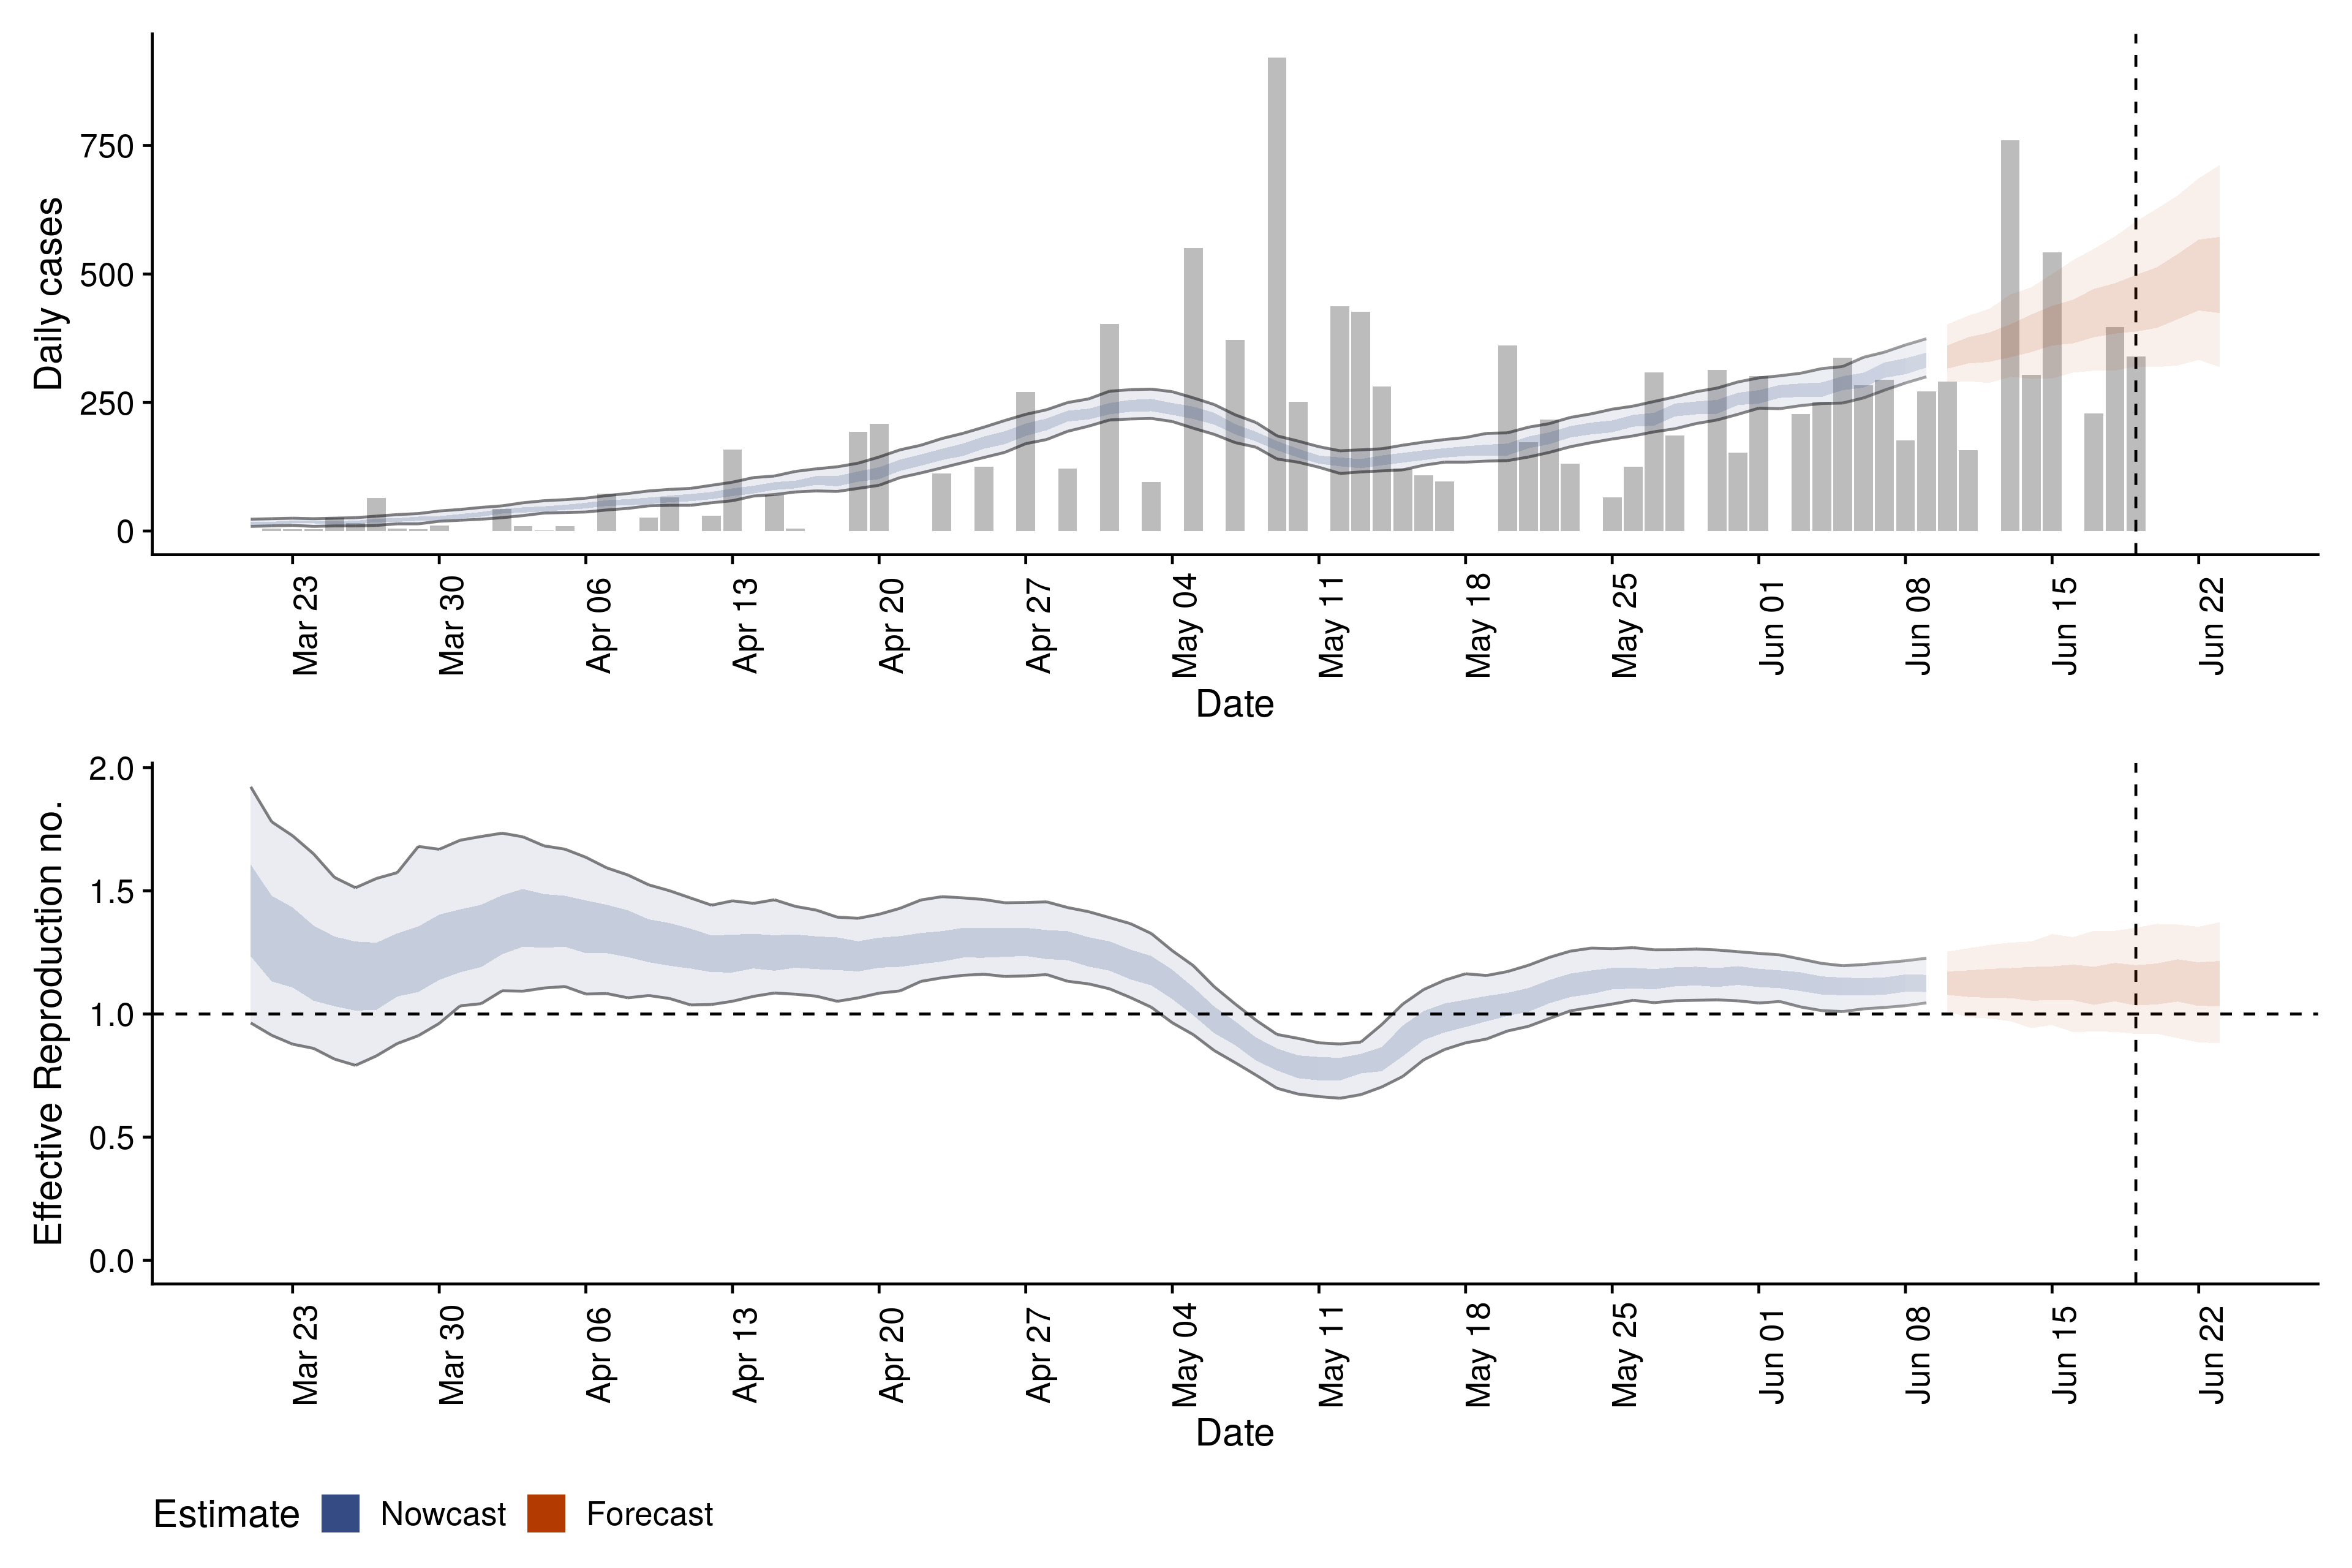 Daily cases
750
500
250
0
Mar 23
Mar 30
Apr 06
Apr 13
Apr 20
Apr 27
May 04
May 11
May 18
May 25
Jun 01
Jun 08
Jun 15
Jun 22
Date
Effective Reproduction no.
2.0
1.5
1.0
0.5
0.0
Mar 23
Mar 30
Apr 06
Apr 13
Apr 20
Apr 27
May 04
May 11
May 18
May 25
Jun 01
Jun 08
Jun 15
Jun 22
Date
Estimate Nowcast Forecast